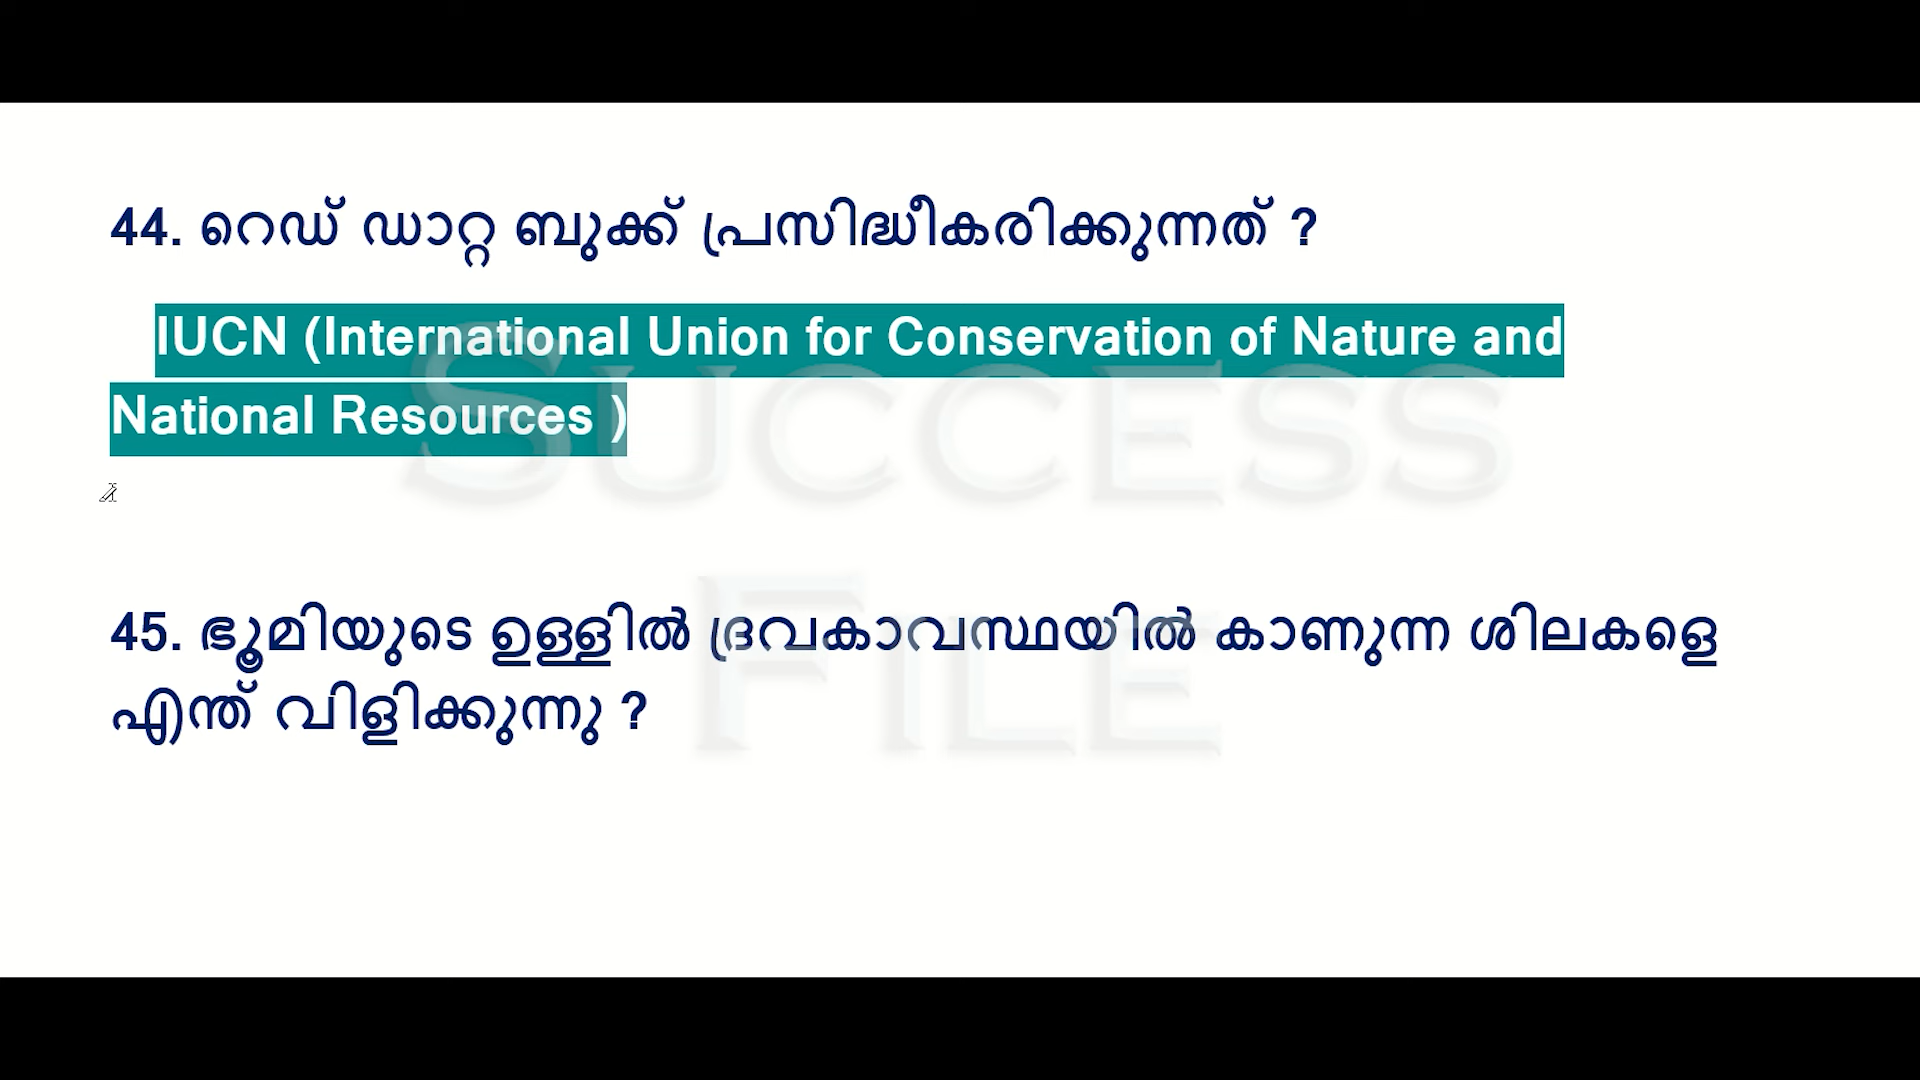 44. റെഡ് ഡാറ്റ ബുക്ക് പ്രസിദ്ധീകരിക്കുന്നത് ?
IUCN (International Union for Conservation of Nature and
National Resources )
SUCCESS
FILE
45. ഭൂമിയുടെ ഉള്ളിൽ ദ്രവകാവസ്ഥയിൽ കാണുന്ന ശിലകളെ
എന്ത് വിളിക്കുന്നു ?